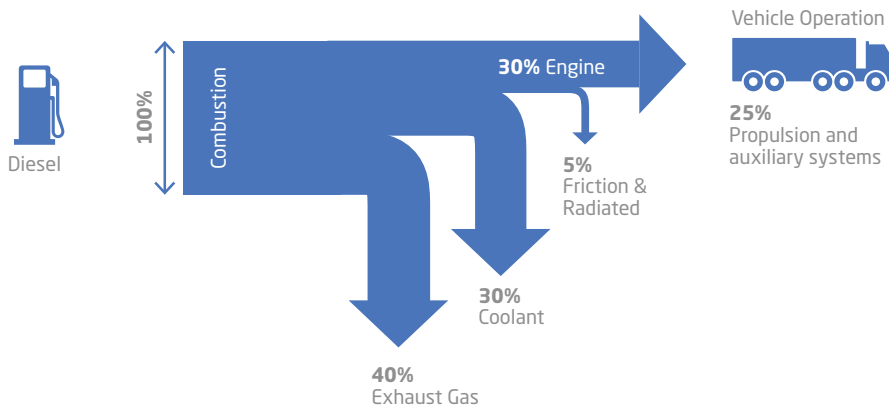 Diesel
100%
Combustion
30% Engine
Vehicle Operation
25%
Propulsion and
auxiliary systems
5%
Friction &
Radiated
30%
Coolant
40%
Exhaust Gas